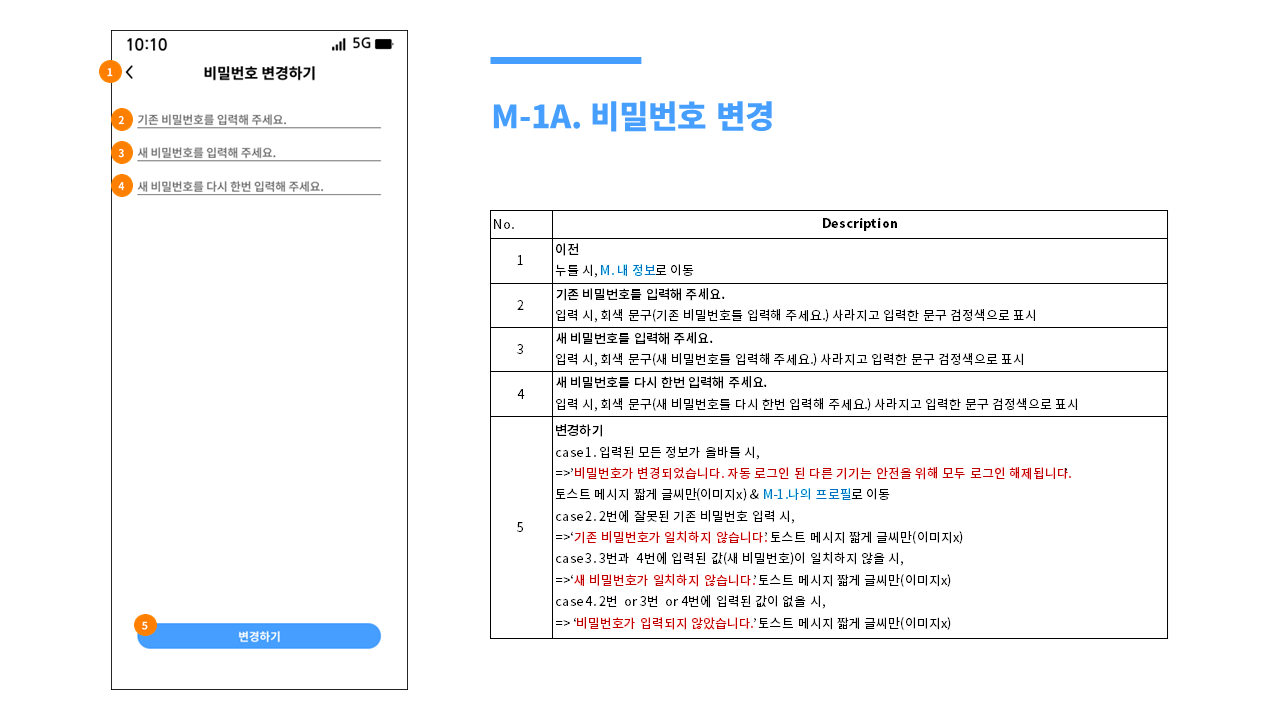 10:10
5G
1
비밀번호 변경하기
2
기존 비밀번호를 입력해 주세요.
3
새 비밀번호를 입력해 주세요.
4
새 비밀번호를 다시 한번 입력해 주세요.
5
변경하기
M-1A. 비밀번호 변경
No.
Description
1
이전
누를 시, M. 내 정보로 이동
2
기존 비밀번호를 입력해 주세요.
입력 시, 회색 문구(기존 비밀번호를 입력해 주세요.) 사라지고 입력한 문구 검정색으로 표시
3
새 비밀번호를 입력해 주세요.
입력 시, 회색 문구(새 비밀번호를 입력해 주세요.) 사라지고 입력한 문구 검정색으로 표시
4
새 비밀번호를 다시 한번 입력해 주세요.
입력 시, 회색 문구(새 비밀번호를 다시 한번 입력해 주세요.) 사라지고 입력한 문구 검정색으로 표시
5
변경하기
case1. 입력된 모든 정보가 올바를 시,
=>’비밀번호가 변경되었습니다. 자동 로그인 된 다른 기기는 안전을 위해 모두 로그인 해제됩니다.
토스트 메시지 짧게 글씨만(이미지x) & M-1.나의 프로필로 이동
case2. 2번에 잘못된 기존 비밀번호 입력 시,
=>‘기존 비밀번호가 일치하지 않습니다.’ 토스트 메시지 짧게 글씨만(이미지x)
case3. 3번과 4번에 입력된 값(새 비밀번호)이 일치하지 않을 시,
=>‘새 비밀번호가 일치하지 않습니다.’ 토스트 메시지 짧게 글씨만(이미지x)
case4. 2번 or 3번 or 4번에 입력된 값이 없을 시,
=> ‘비밀번호가 입력되지 않았습니다.’ 토스트 메시지 짧게 글씨만(이미지x)